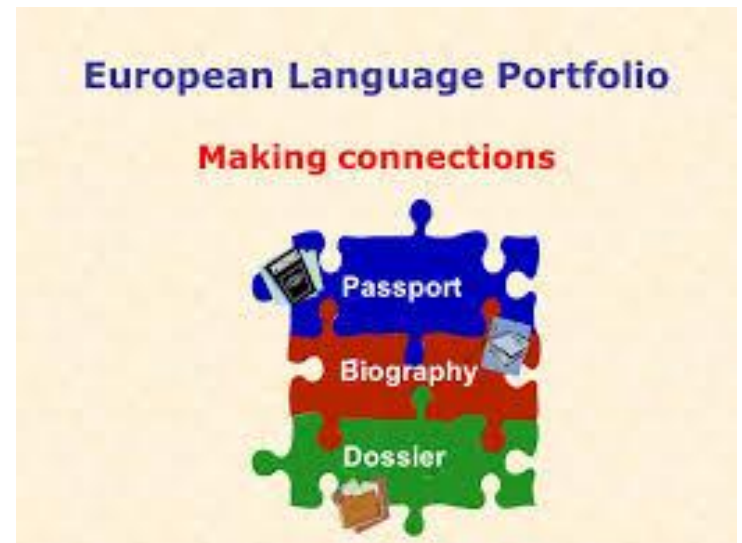 European Language Portfolio
Making connections
Passport
Biography
Dossier